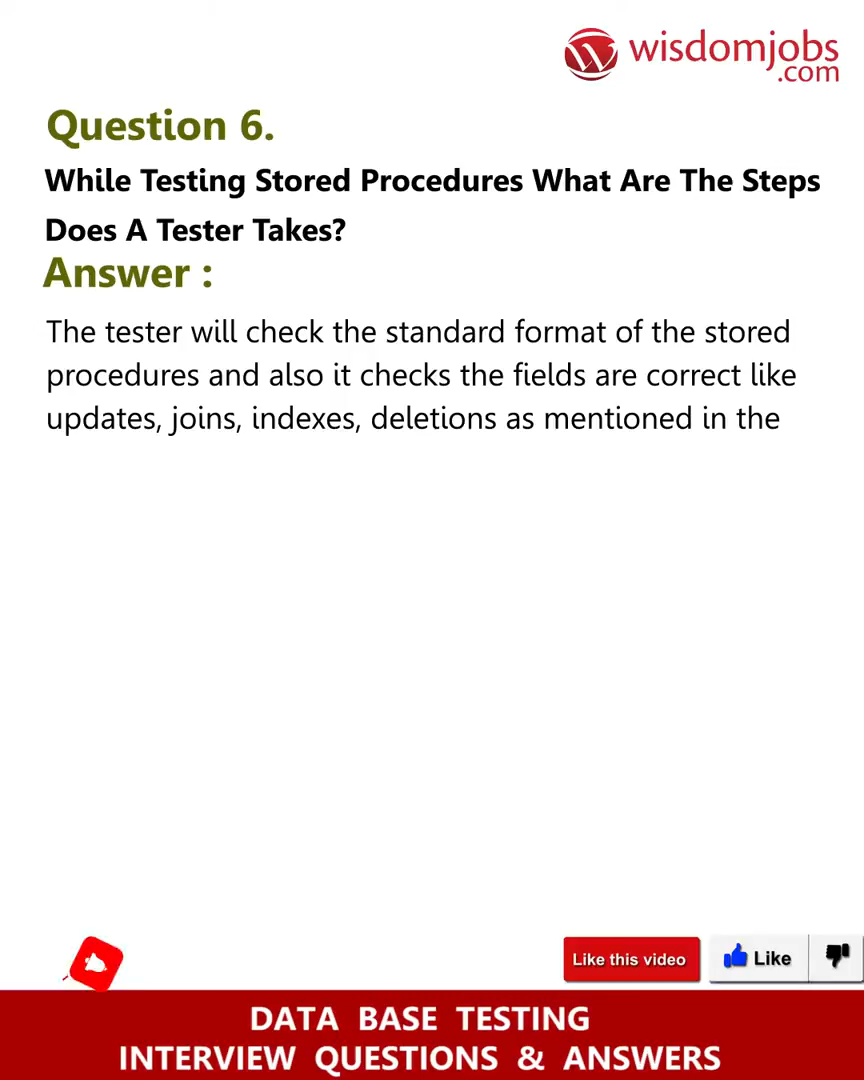 wisdomjobs
.com
Question 6.
While Testing Stored Procedures What Are The Steps
Does A Tester Takes?
Answer :
The tester will check the standard format of the stored
procedures and also it checks the fields are correct like
updates, joins, indexes, deletions as mentioned in the
Like this video
Like
DATA BASE TESTING
INTERVIEW QUESTIONS & ANSWERS